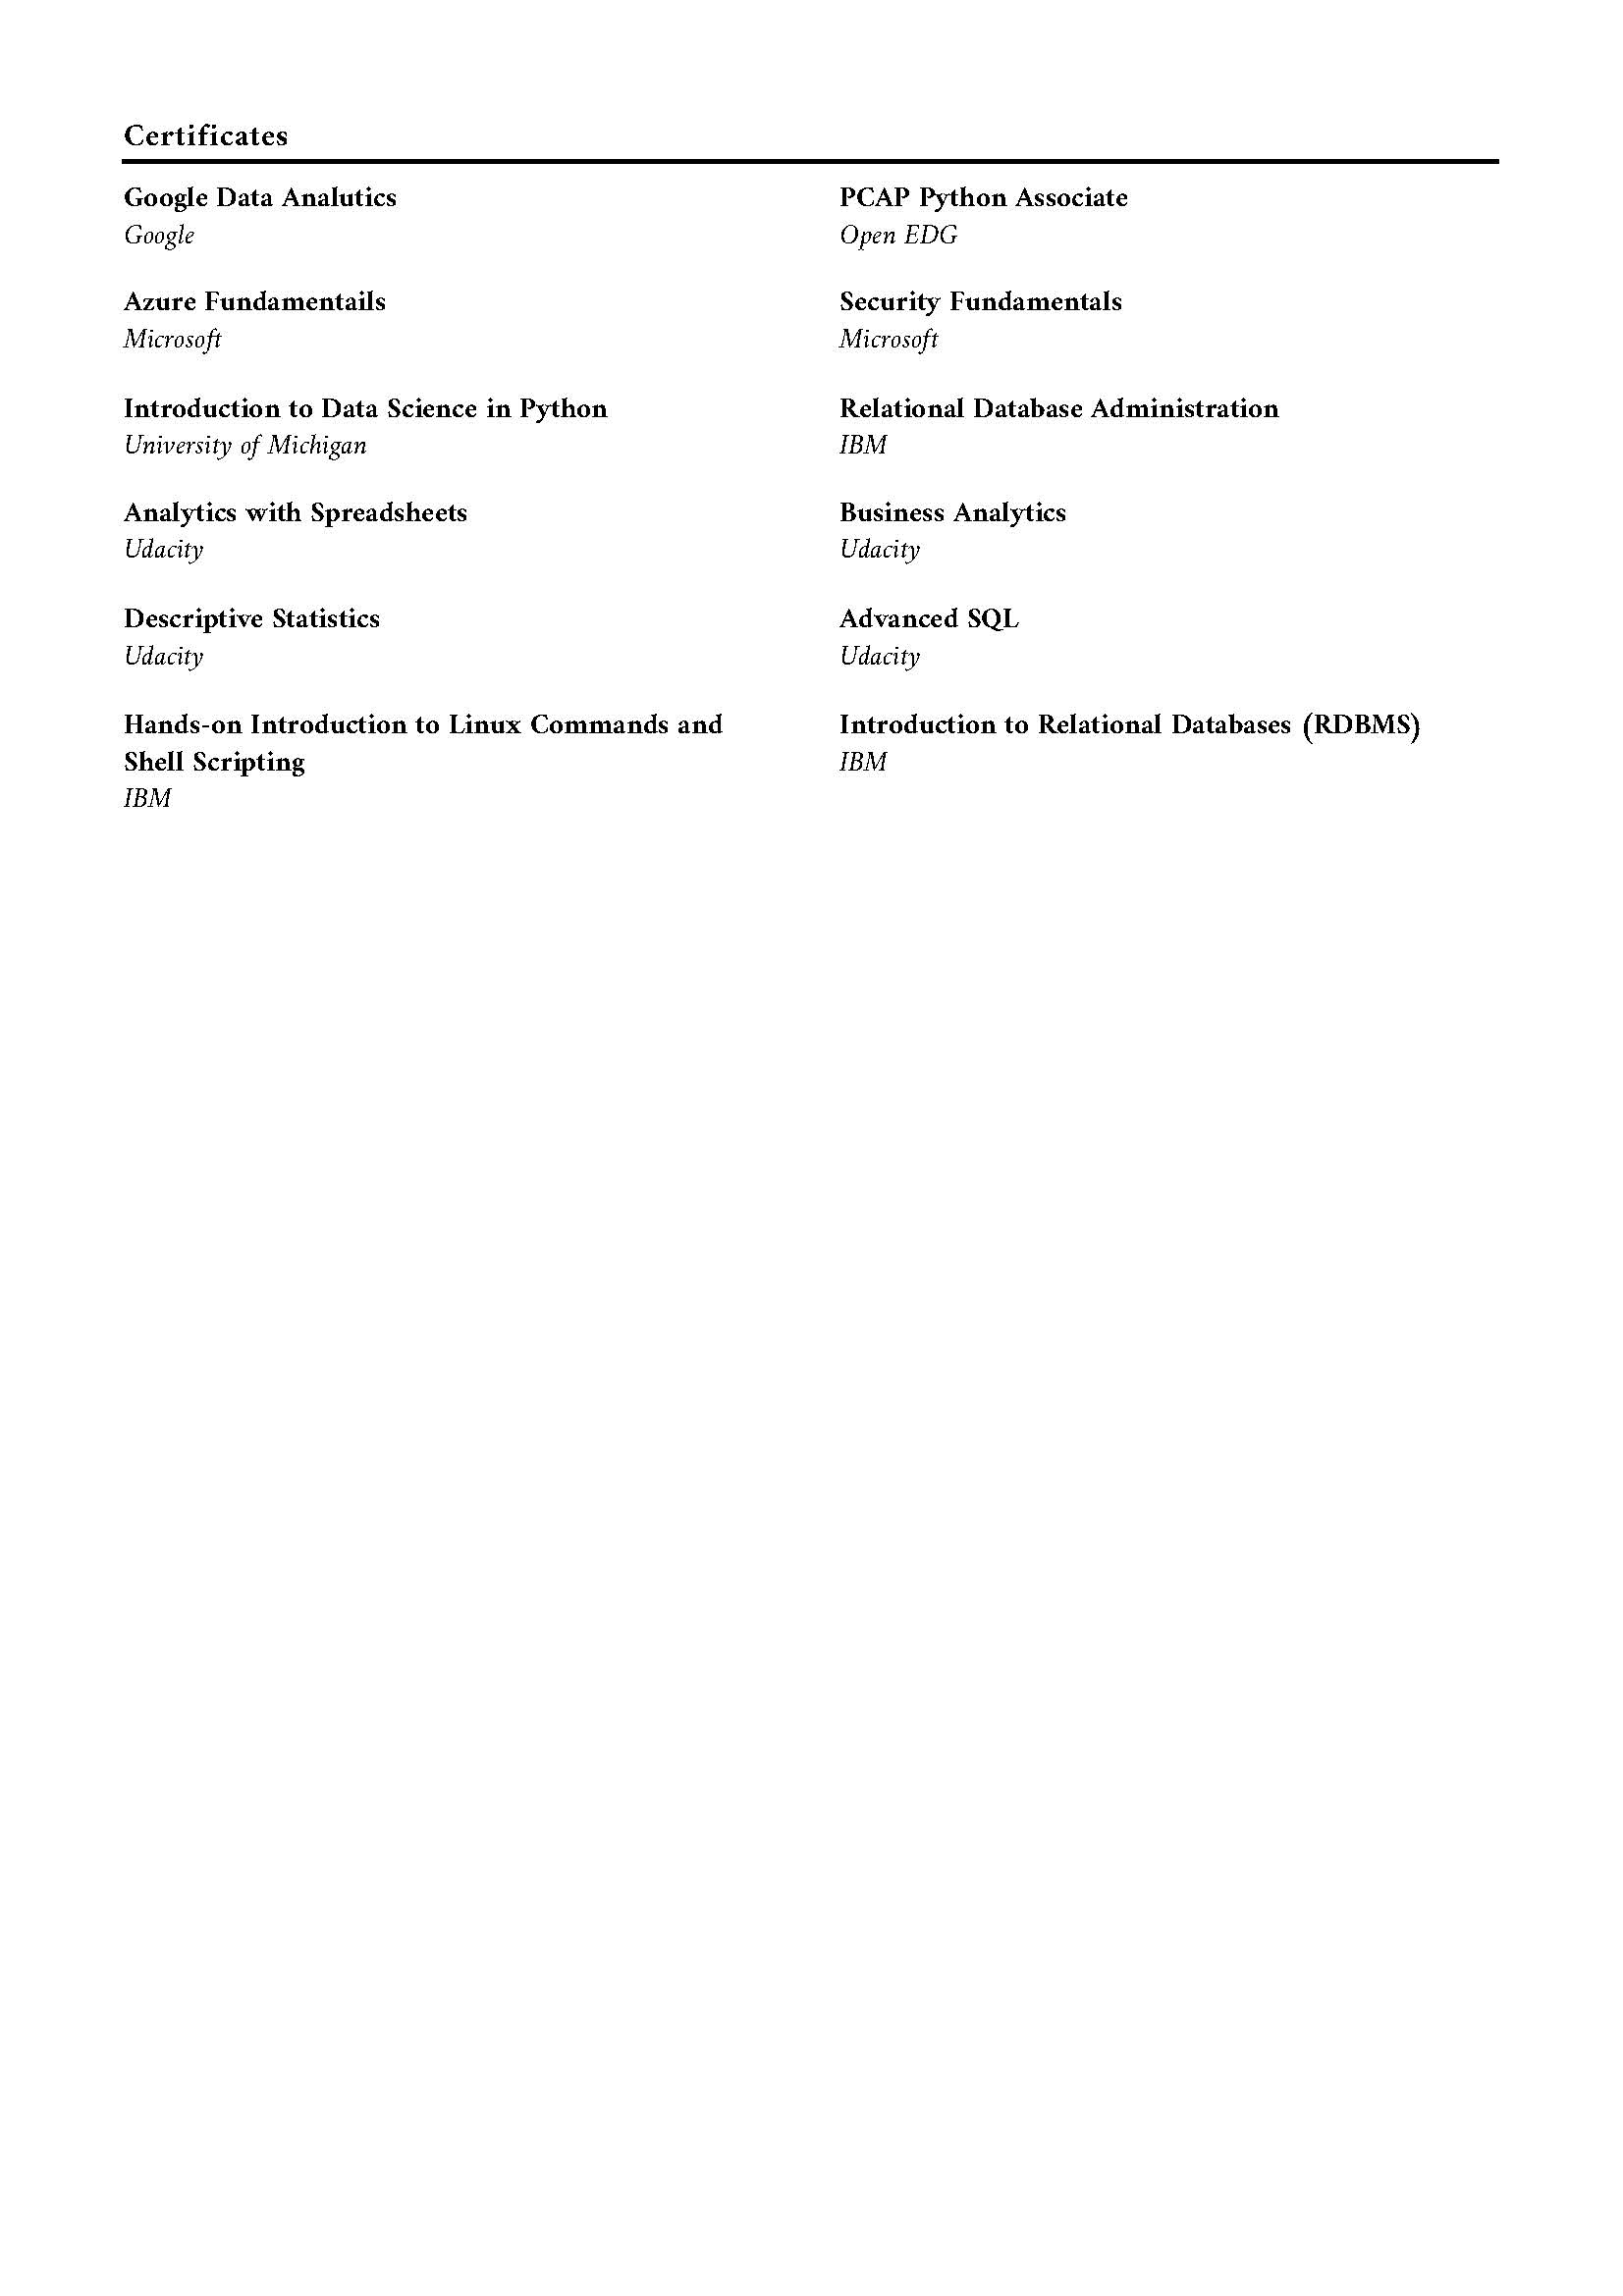 Certificates
Google Data Analutics
Google
PCAP Python Associate
Open EDG
Azure Fundamentails
Microsoft
Security Fundamentals
Microsoft
Introduction to Data Science in Python
University of Michigan
Relational Database Administration
IBM
Analytics with Spreadsheets
Udacity
Business Analytics
Udacity
Descriptive Statistics
Udacity
Advanced SQL
Udacity
Hands-on Introduction to Linux Commands and
Shell Scripting
IBM
Introduction to Relational Databases (RDBMS)
IBM